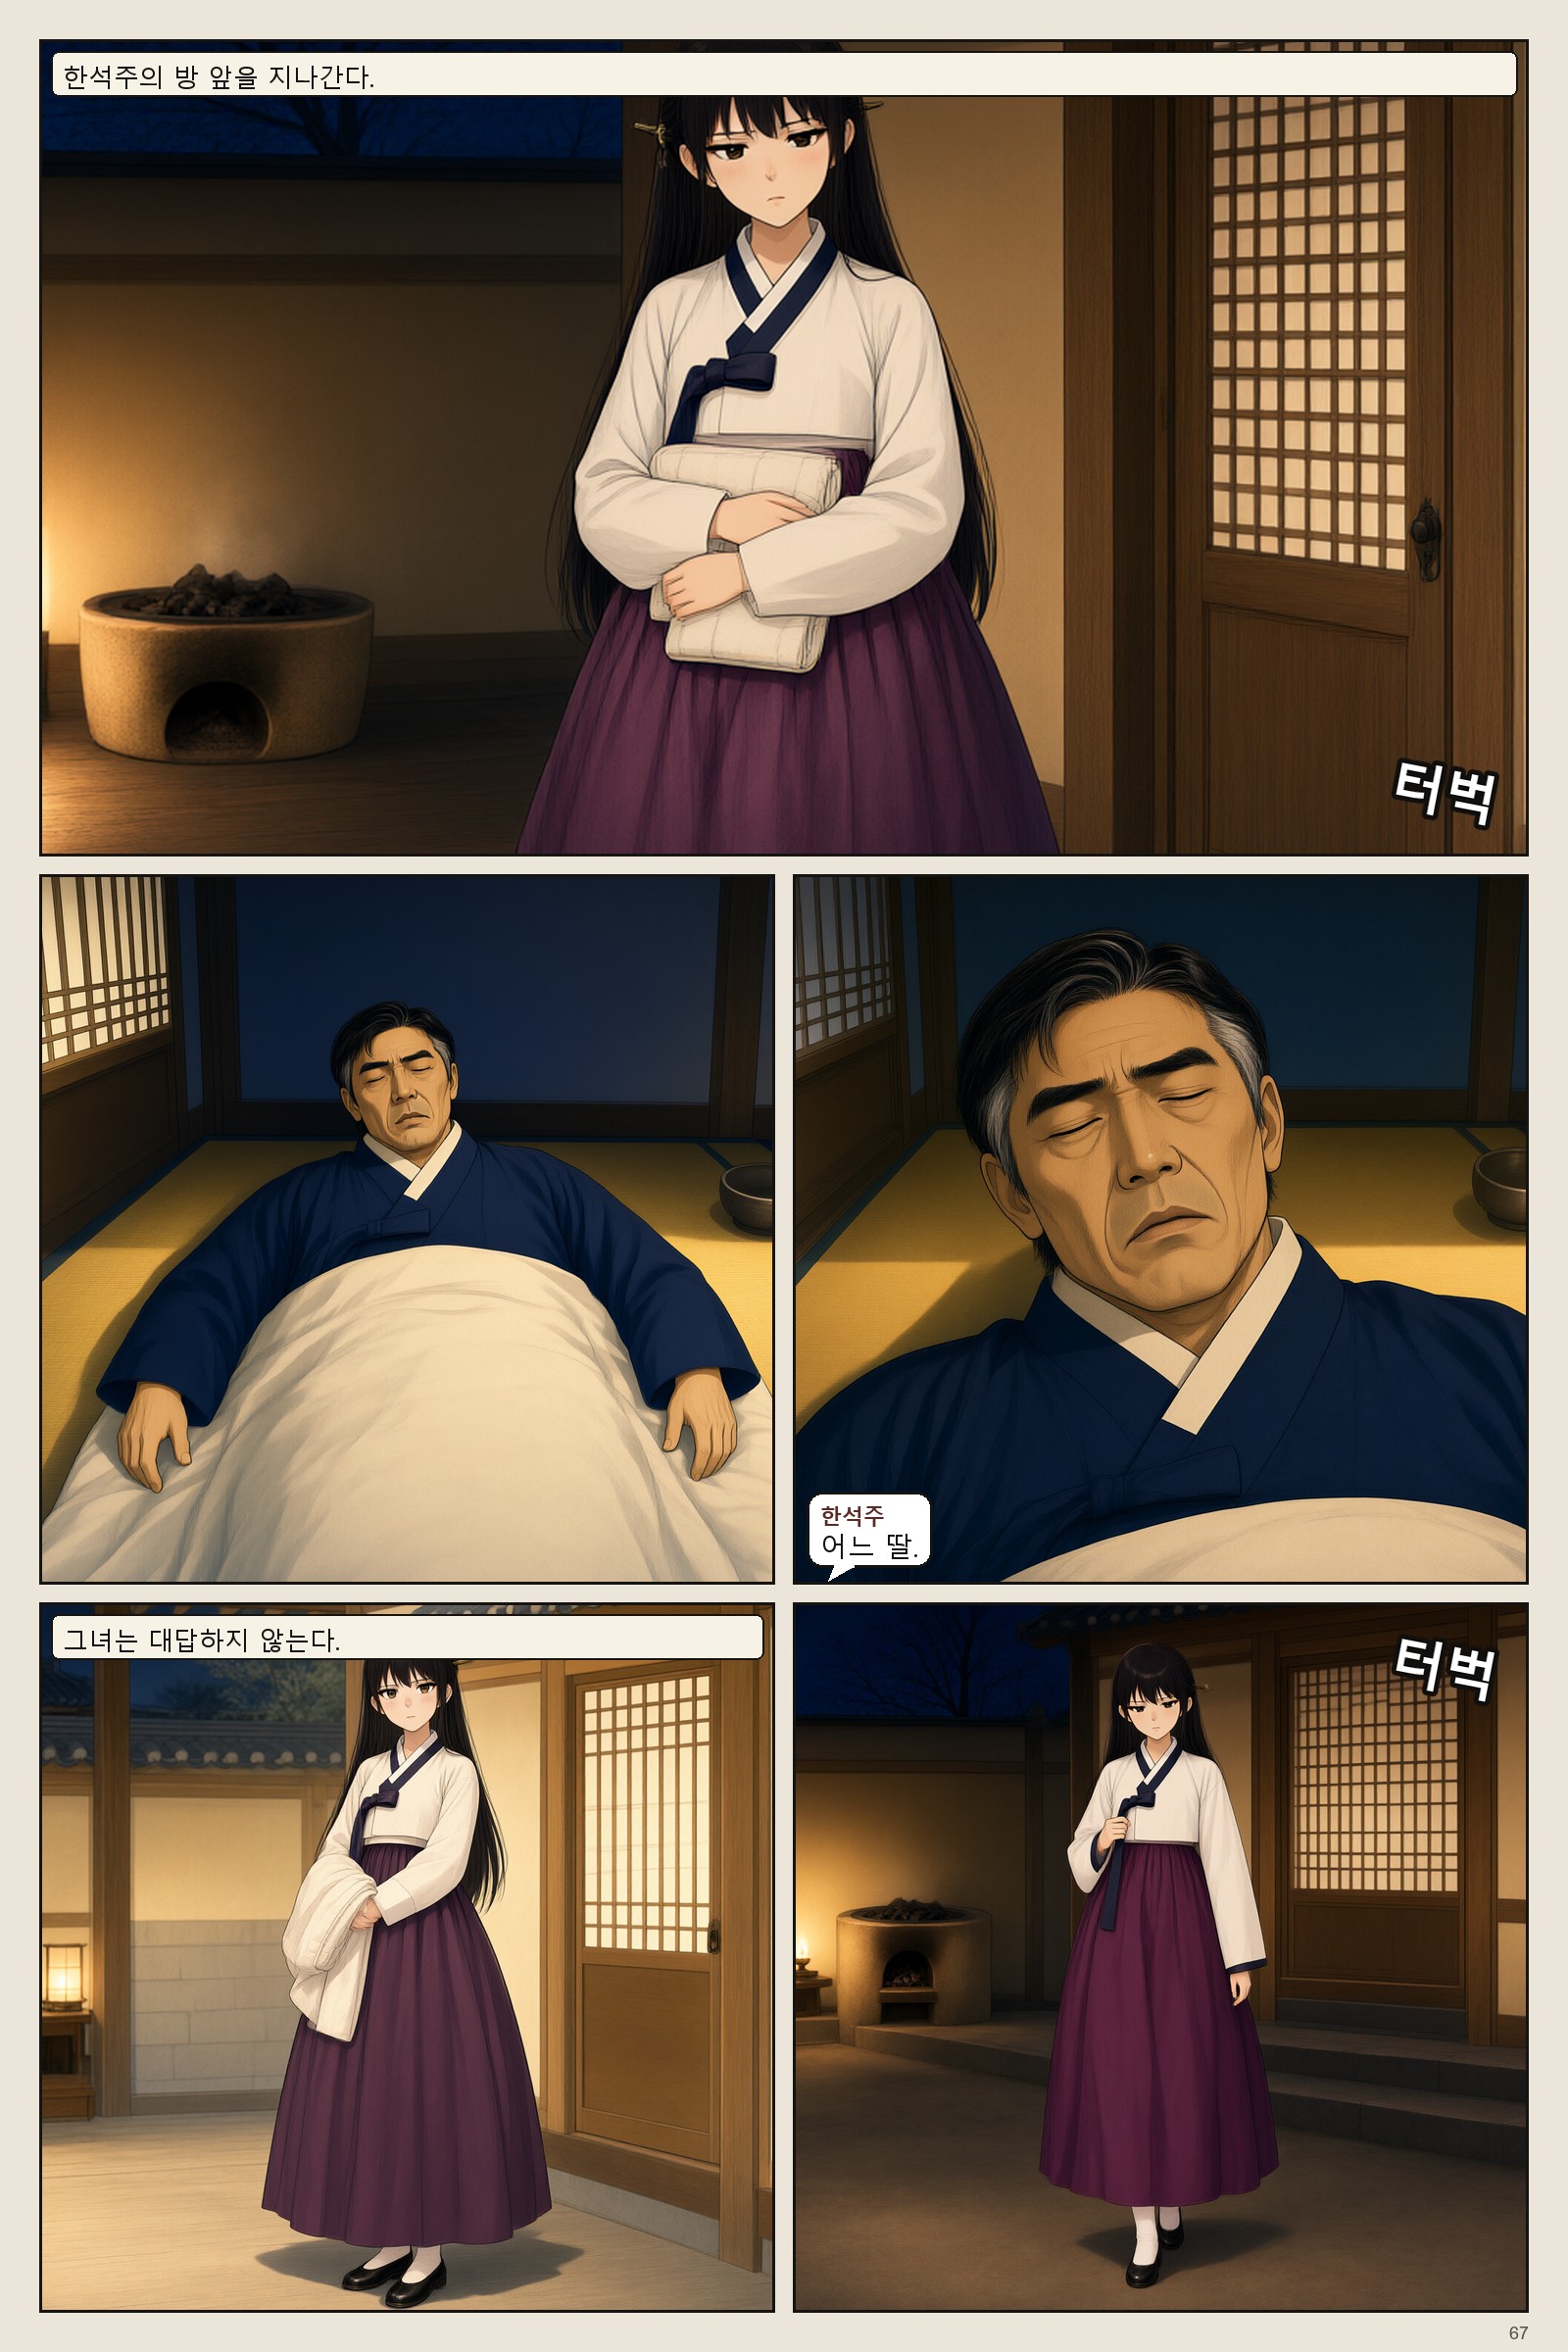 한석주의 방 앞을 지나간다.
터벅
한석주
어느 딸.
그녀는 대답하지 않는다.
터벅
67